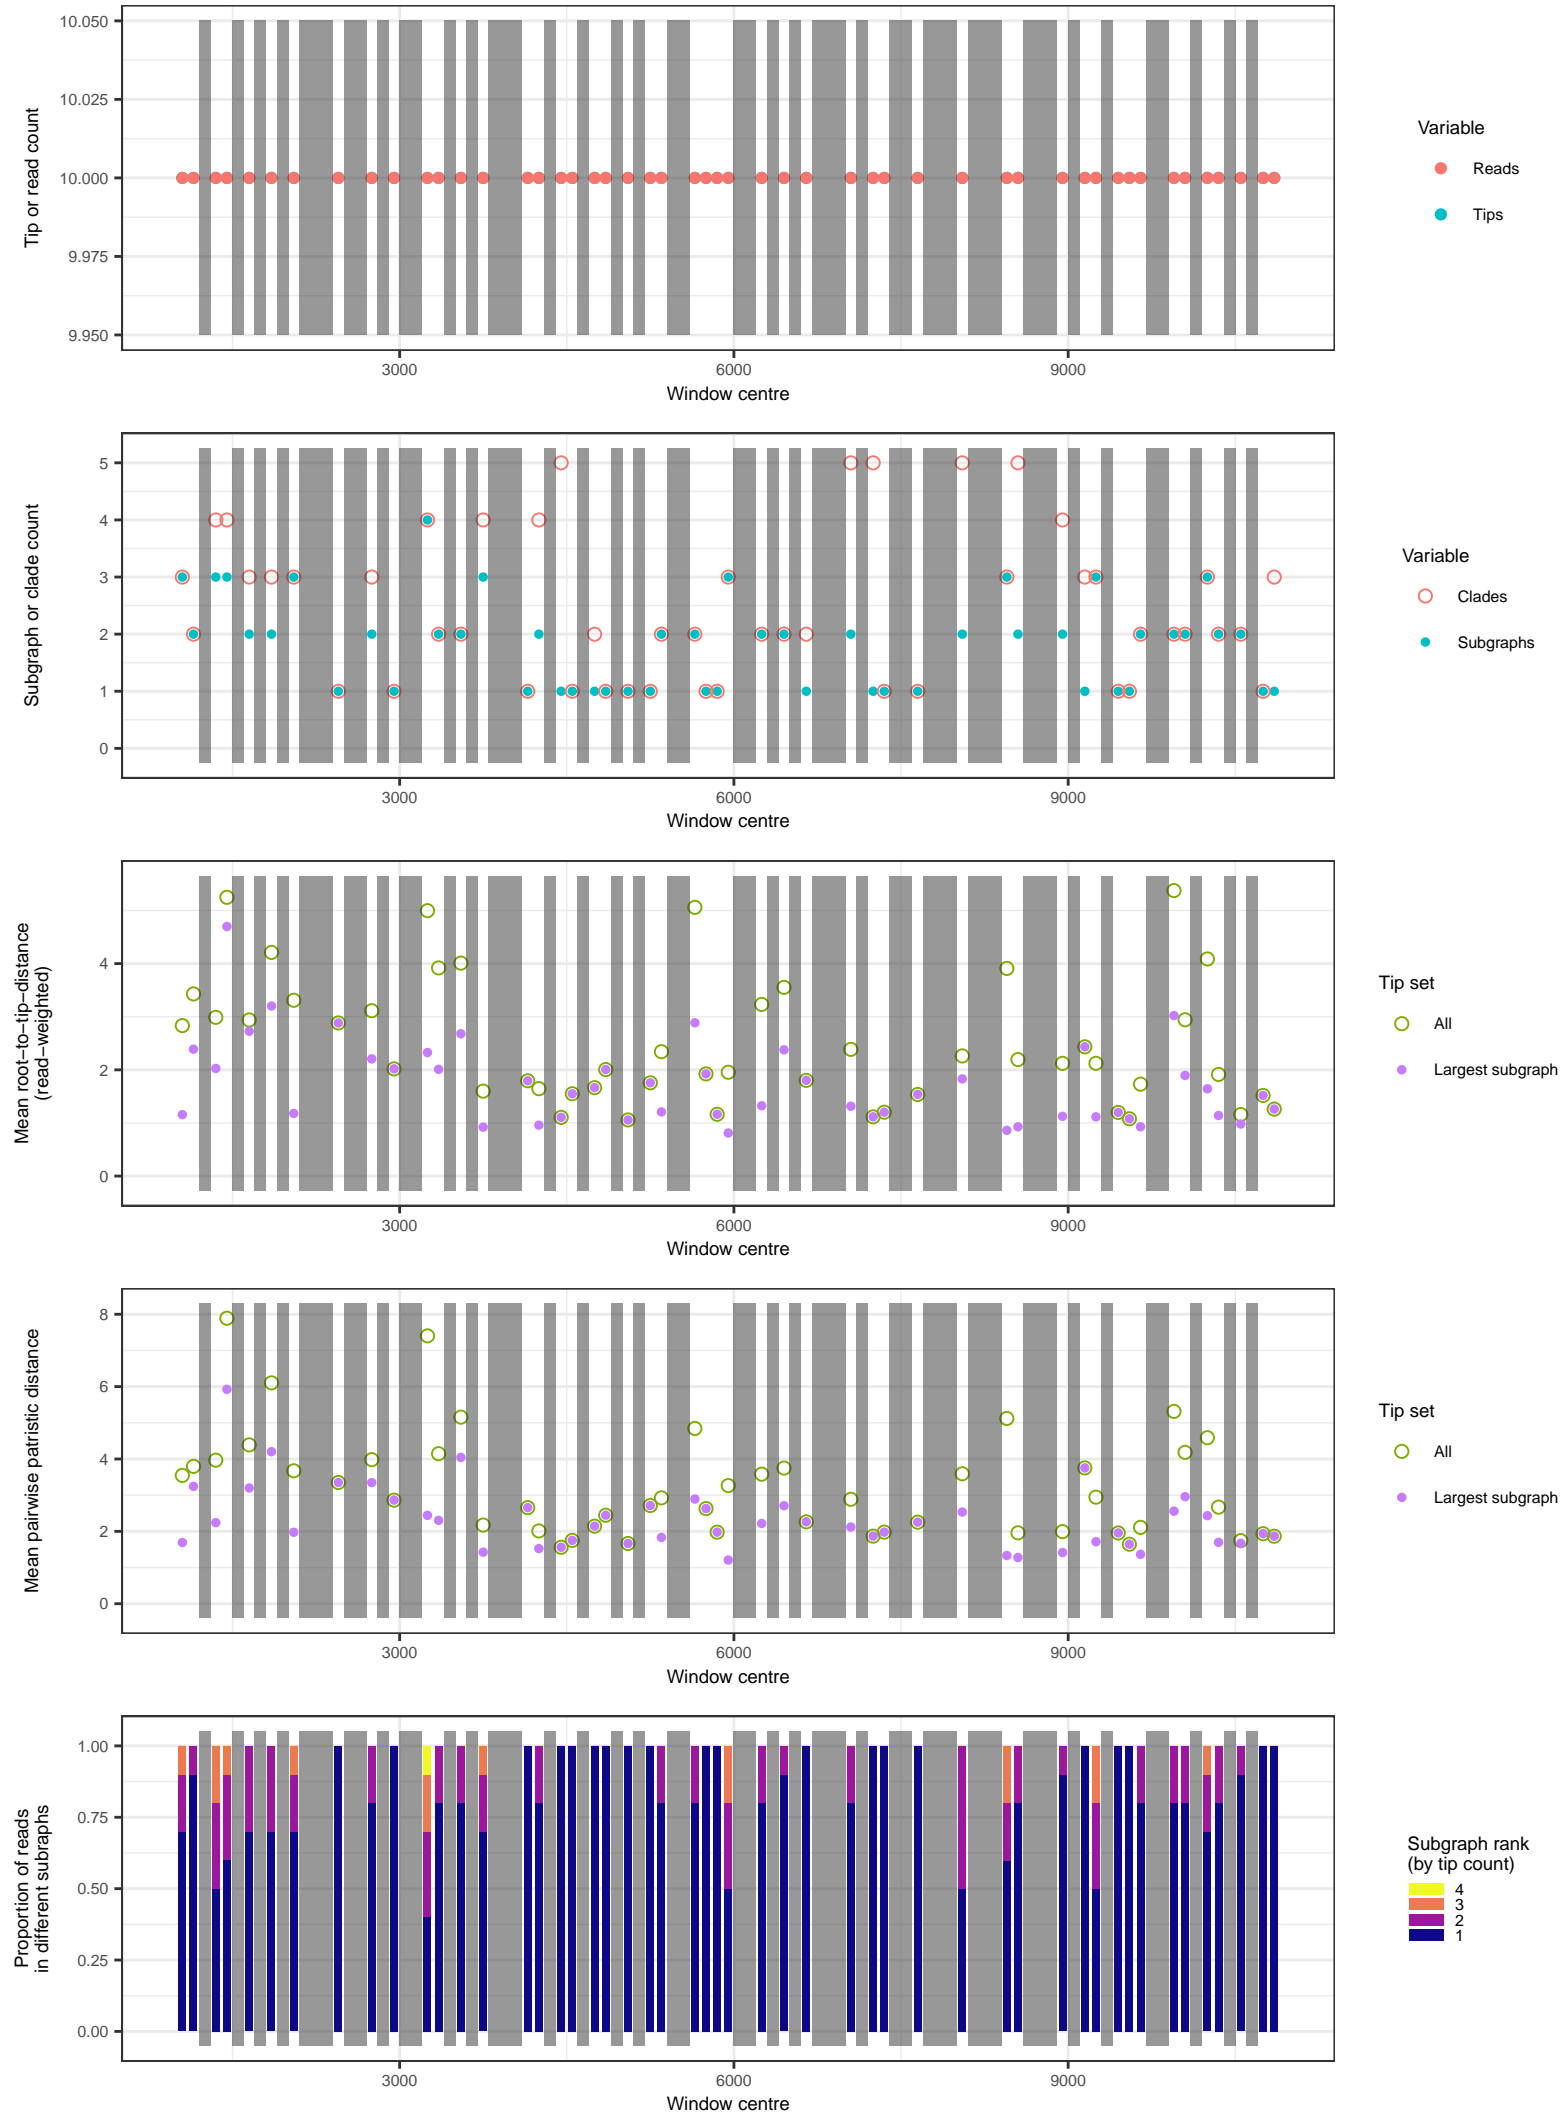 10.050
10.025
10.000
9.975
9.950
Tip or read count
3000
6000
9000
Window centre
Variable
Reads
Tips
5
4
3
2
1
0
Subgraph or clade count
3000
6000
9000
Window centre
Variable
Clades
Subgraphs
4
2
0
Mean root−to−tip−distance
(read−weighted)
3000
6000
9000
Window centre
Tip set
All
Largest subgraph
8
6
4
2
0
Mean pairwise patristic distance
3000
6000
9000
Window centre
Tip set
All
Largest subgraph
1.00
0.75
0.50
0.25
0.00
Proportion of reads
in different subraphs
3000
6000
9000
Window centre
Subgraph rank
(by tip count)
4
3
2
1